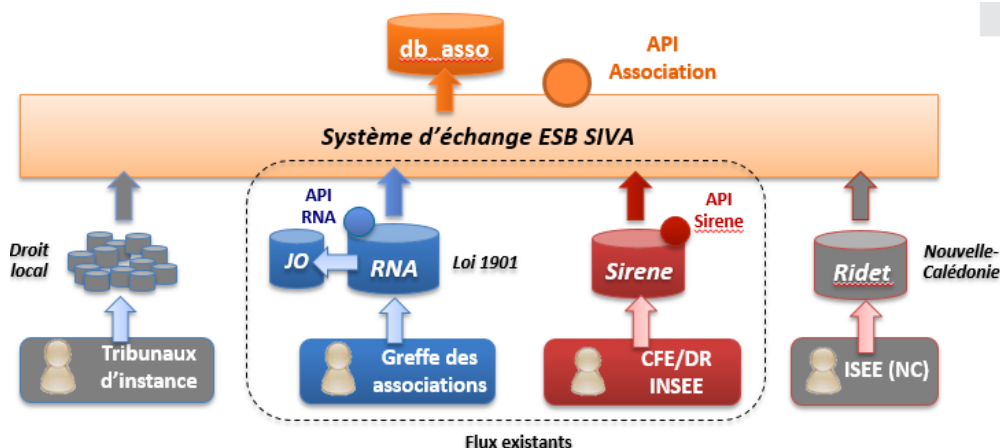 db_asso
API
Association
Système d'échange ESB SIVA
API
RNA
API
Sirene
Droit
local
JO
RNA
Loi 1901
Sirene
Ridet
Nouvelle-
Calédonie
Tribunaux
d'instance
Greffe des
associations
CFE/DR
INSEE
ISEE (NC)
Flux existants